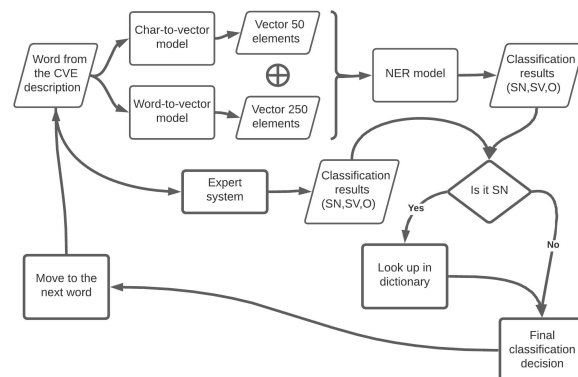 Word from
the CVE
description
Char-to-vector
model
Vector 50
elements
Word-to-vector
model
Vector 250
elements
NER model
Classification
results
(SN,SV,O)
Expert
system
Classification
results
(SN,SV,O)
Is it SN
Yes
No
Look up in
dictionary
Move to the
next word
Final
classification
decision